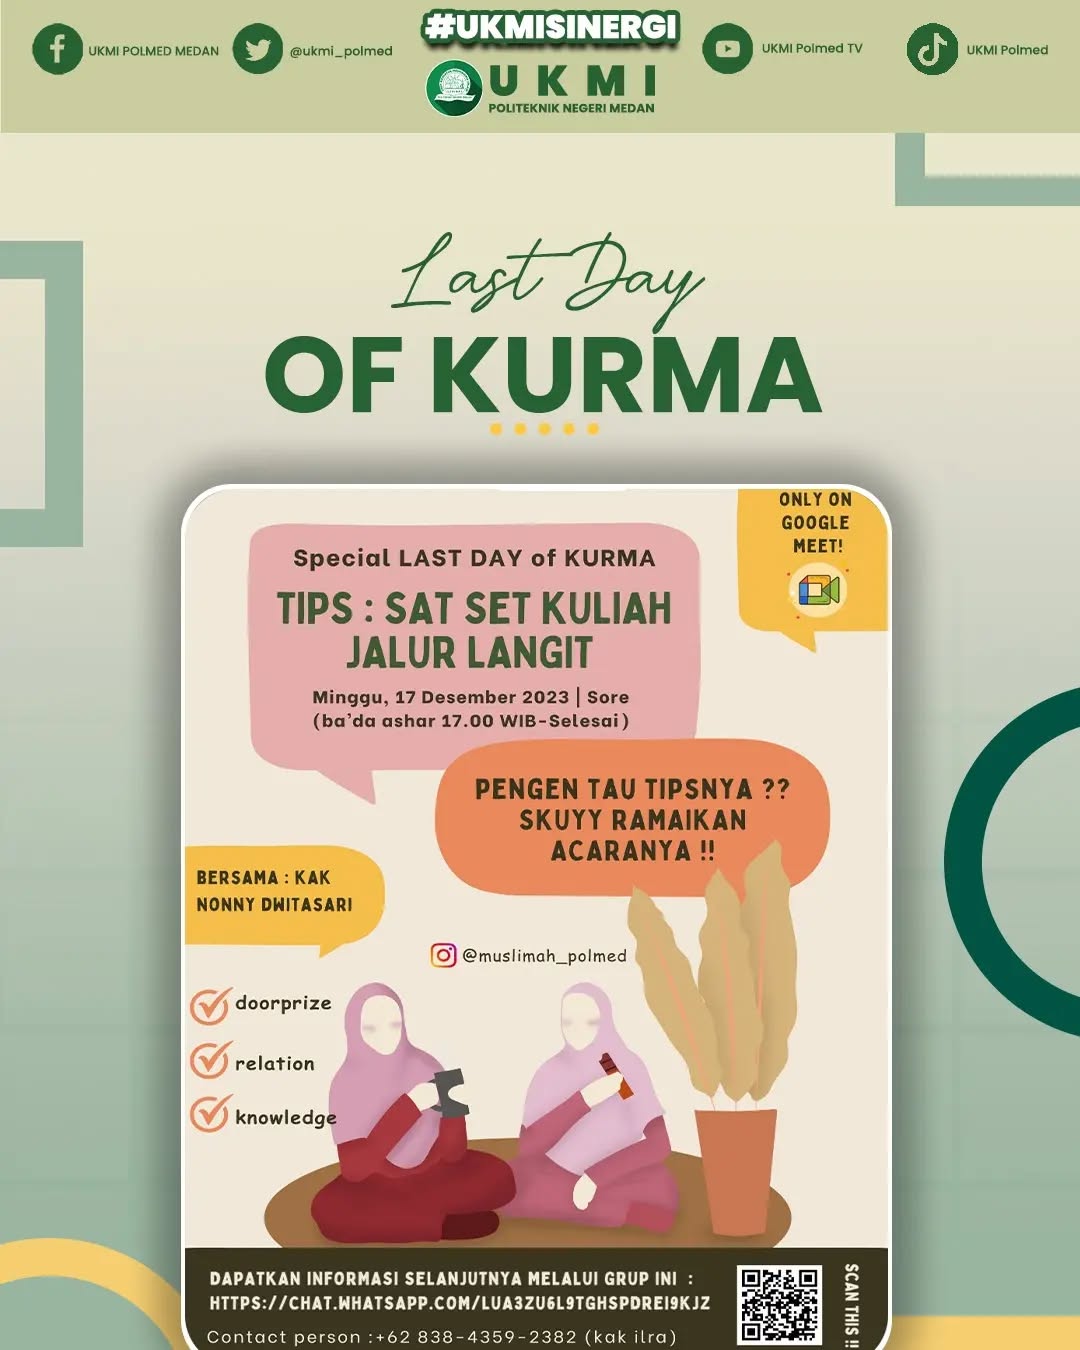 #UKMISINERGI
UKMI POLMED MEDAN
@ukmi_polmed
UKMI Polmed TV
UKMI Polmed
UKMI
POLITEKNIK NEGERI MEDAN
Last Day
OF KURMA
ONLY ON
GOOGLE
MEET!
Special LAST DAY of KURMA
TIPS : SAT SET KULIAH
JALUR LANGIT
Minggu, 17 Desember 2023 | Sore
(ba'da ashar 17.00 WIB-Selesai)
PENGEN TAU TIPSNYA ??
SKUYY RAMAIKAN
ACARANYA !!
BERSAMA : KAK
NONNY DWITASARI
@muslimah_polmed
doorprize
relation
knowledge
DAPATKAN INFORMASI SELANJUTNYA MELALUI GRUP INI :
HTTPS://CHAT.WHATSAPP.COM/LUA3ZU6L9TGHSPDREI9KJZ
Contact person :+62 838-4359-2382 (kak ilra)
SCAN THIS !!